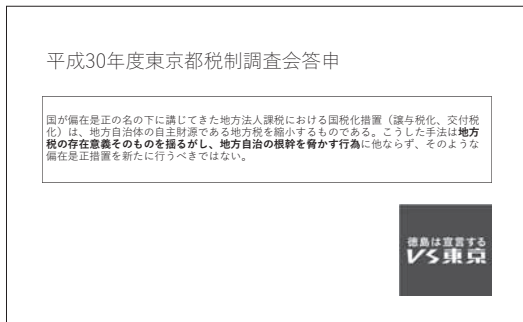 平成30年度東京都税制調査会答申
国が偏在是正の名の下に講じてきた地方法人課税における国税化措置（譲与税化、交付税
化）は、地方自治体の自主財源である地方税を縮小するものである。こうした手法は地方
税の存在意義そのものを揺るがし、地方自治の根幹を脅かす行為に他ならず、そのような
偏在是正措置を新たに行うべきではない。
徳島は宣言する
VS東京